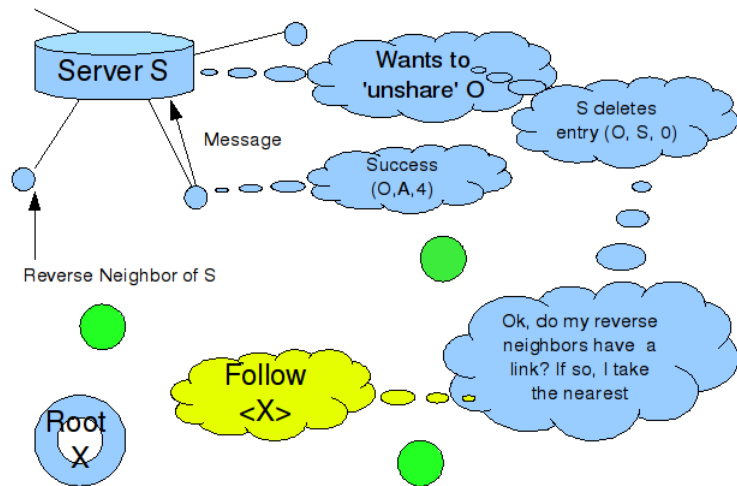 Server S
Wants to
'unshare' O
S deletes
entry (O, S, 0)
Message
Success
(O,A,4)
Reverse Neighbor of S
Ok, do my reverse
neighbors have a
link? If so, I take
the nearest
Follow
<X>
Root
X